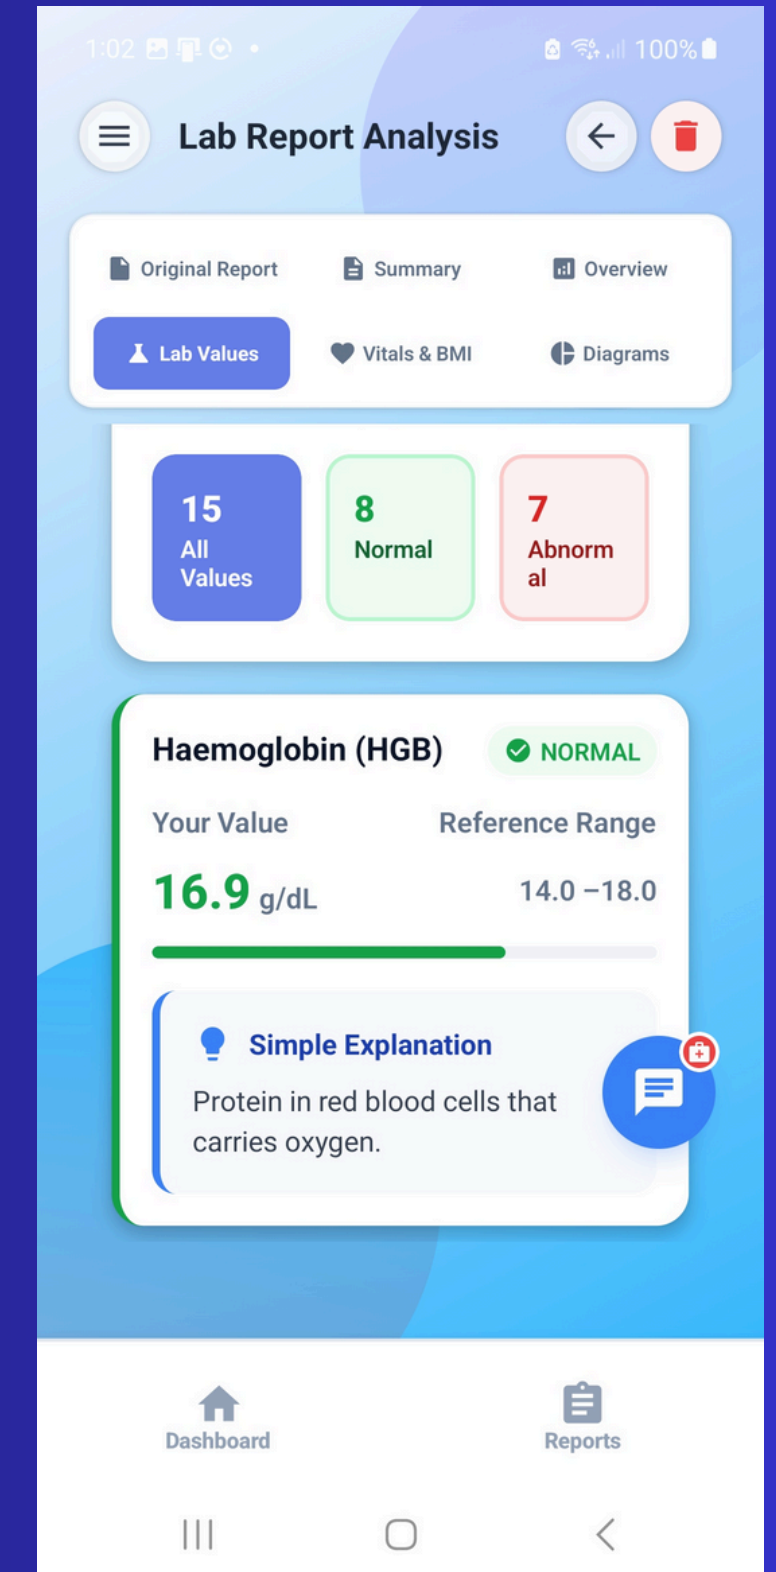 1:02
100%
Lab Report Analysis
Original Report
Summary
Overview
Lab Values
Vitals & BMI
Diagrams
15
All
Values
8
Normal
7
Abnorm
al
Haemoglobin (HGB)
NORMAL
Your Value
Reference Range
16.9 g/dL
14.0 –18.0
Simple Explanation
Protein in red blood cells that
carries oxygen.
Dashboard
Reports